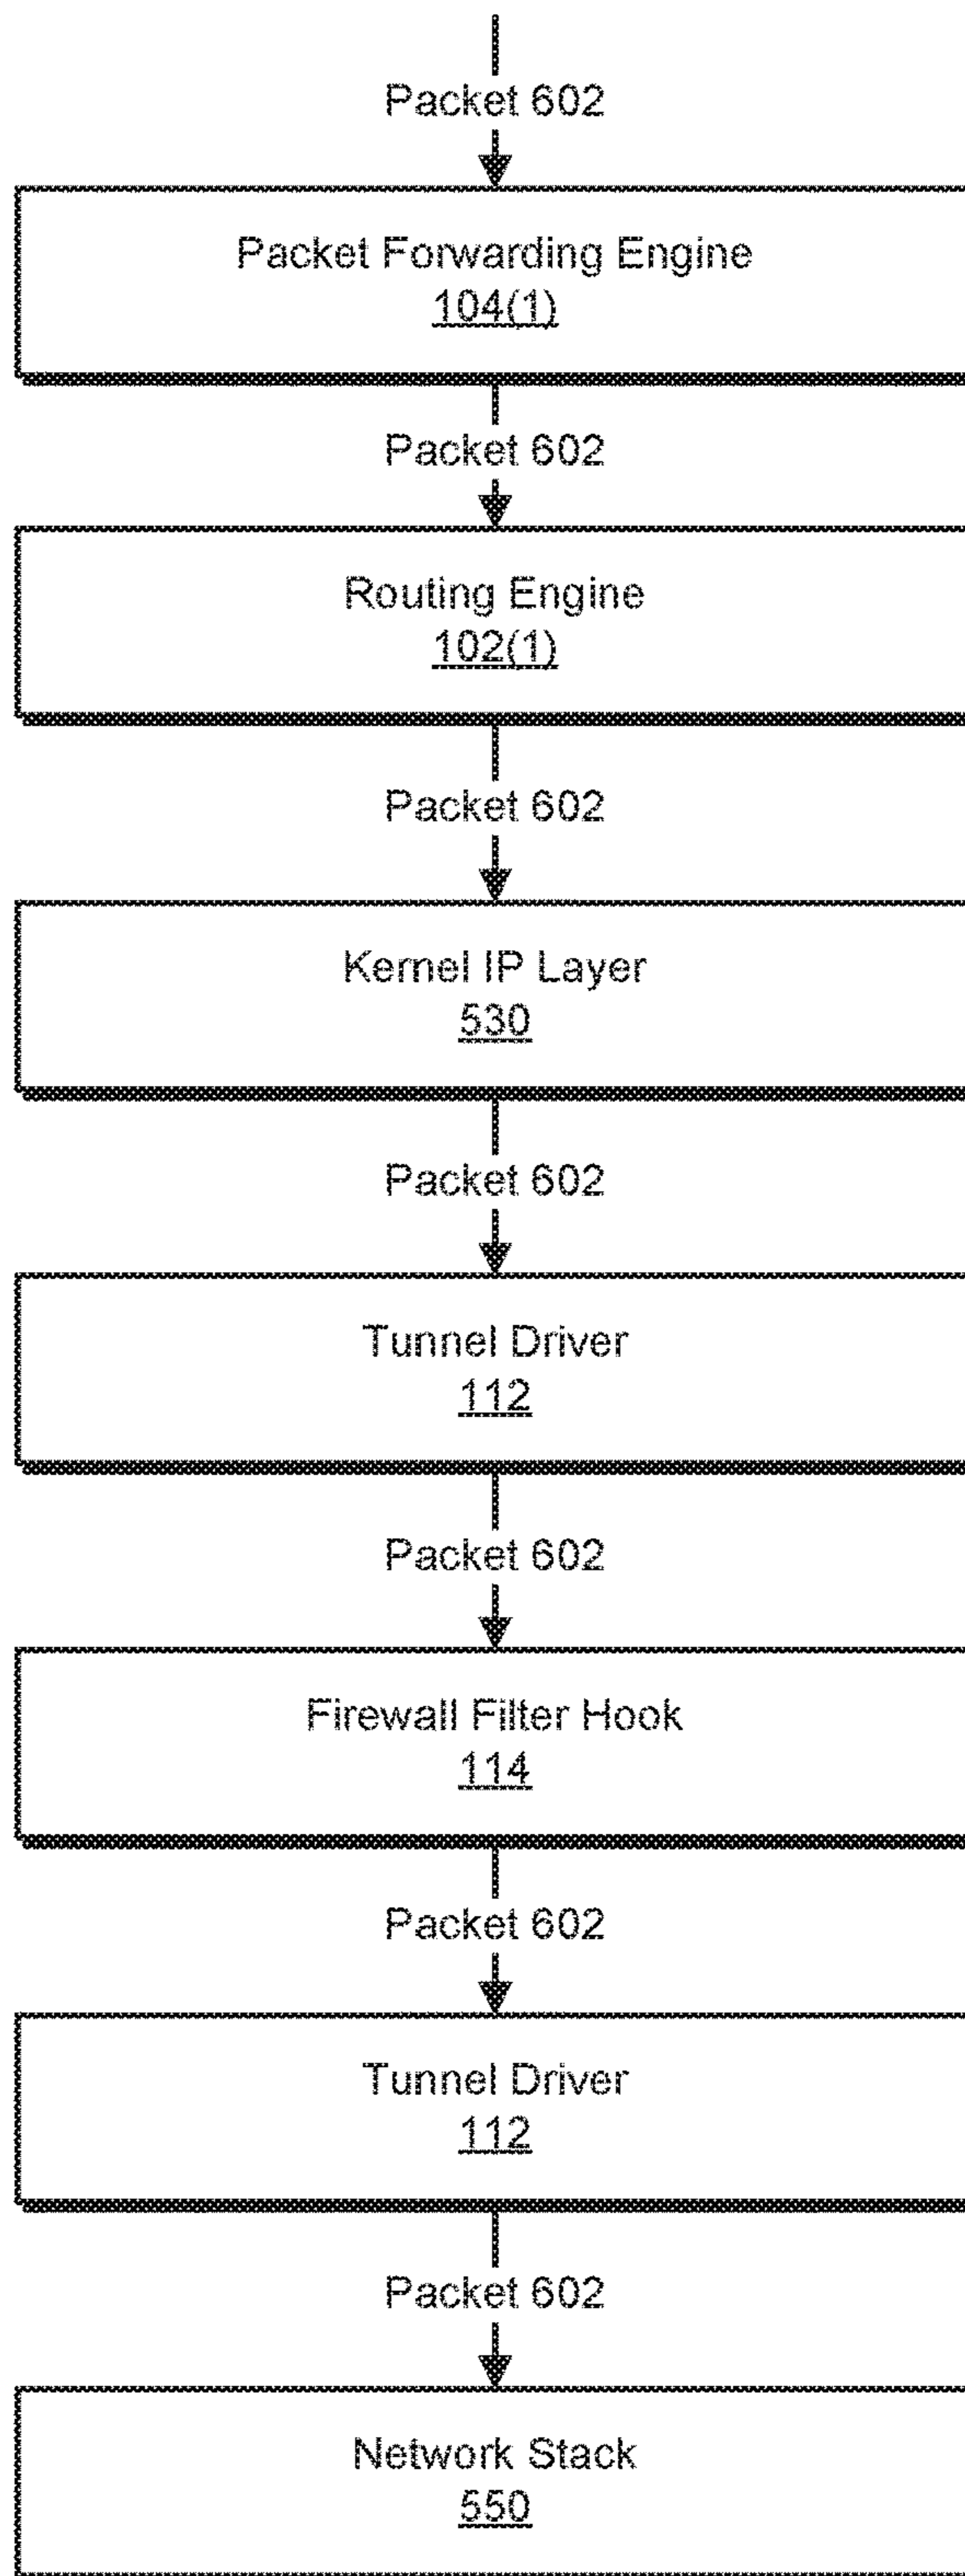 Packet 602
Packet Forwarding Engine
104(1)
Packet 602
Routing Engine
102(1)
Packet 602
Kernel IP Layer
530
Packet 602
Tunnel Driver
112
Packet 602
Firewall Filter Hook
114
Packet 602
Tunnel Driver
112
Packet 602
Network Stack
550